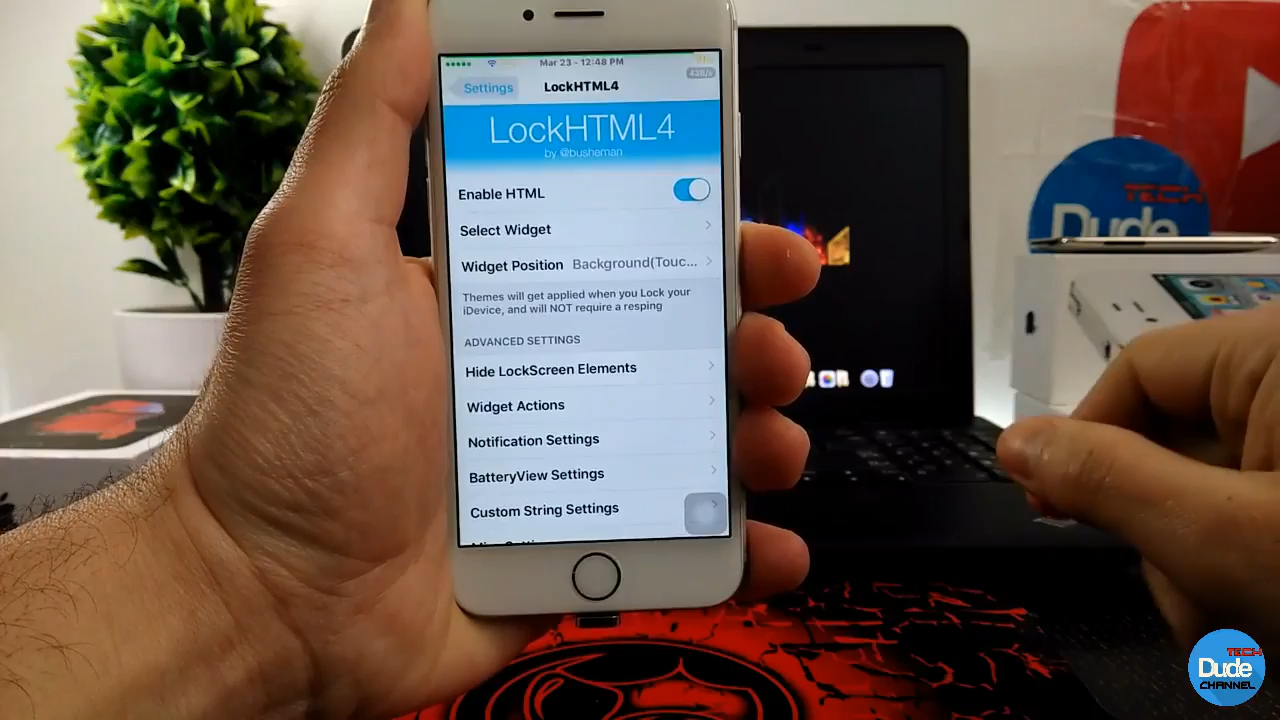 Mar 23 - 12:48 PM
Settings
LockHTML4
LockHTML4
by @busheman
Enable HTML
Select Widget
Widget Position Background(Touc...
Themes will get applied when you Lock your
iDevice, and will NOT require a respring
ADVANCED SETTINGS
Hide LockScreen Elements
Widget Actions
Notification Settings
BatteryView Settings
Custom String Settings
TECH
Dude
TECH
Dude
CHANNEL